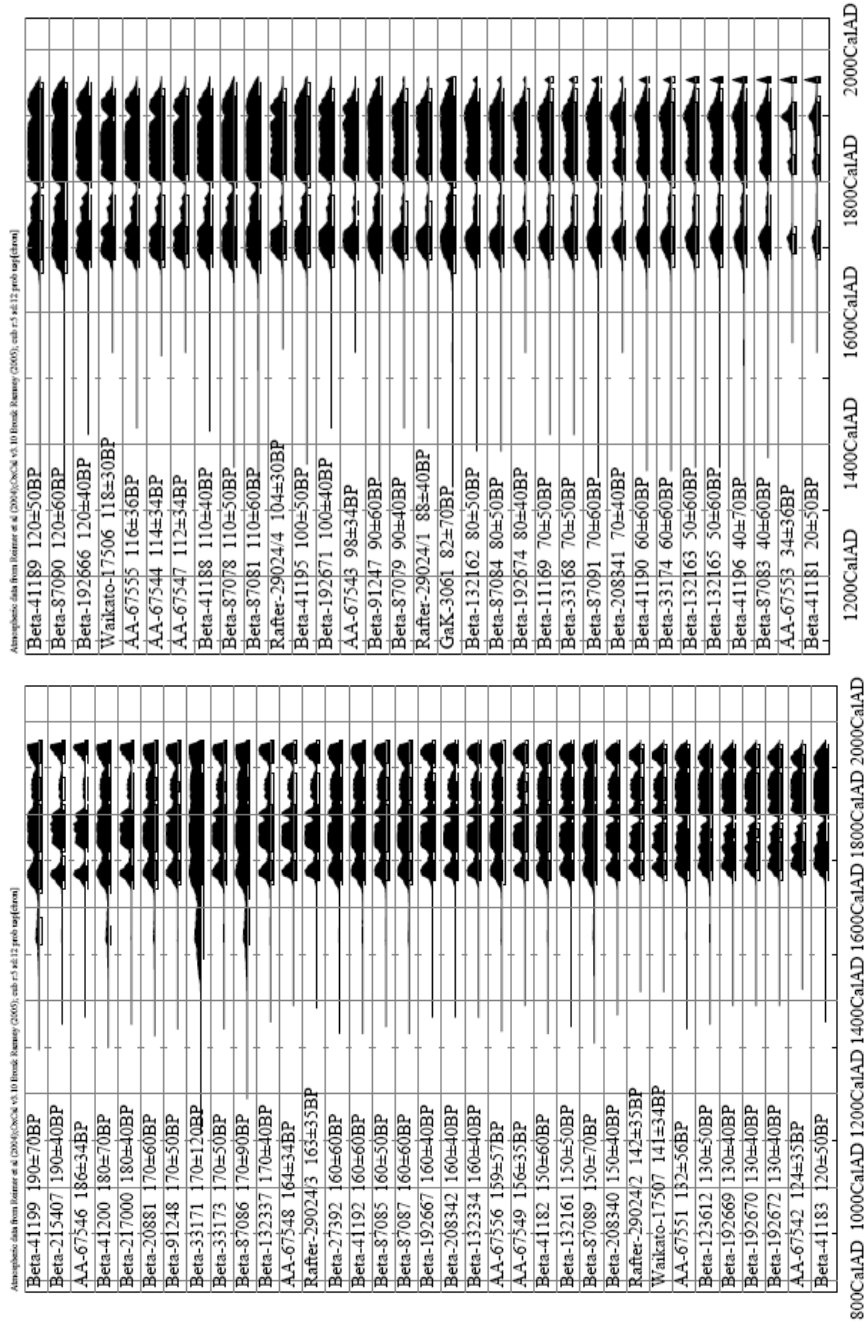 Atmospheric data from Reimer et al (2004);OxCal v3.10 Bronk Ramsey (2005); cub r:5 sd:12 prob usp[chron]
Beta-41199 190±70BP
Beta-215407 190±40BP
AA-67546 186±34BP
Beta-41200 180±70BP
Beta-217000 180±40BP
Beta-20881 170±60BP
Beta-91248 170±50BP
Beta-33171 170±120BP
Beta-33173 170±50BP
Beta-87086 170±90BP
Beta-132337 170±40BP
AA-67548 164±34BP
Rafter-29024/3 163±35BP
Beta-27392 160±60BP
Beta-41192 160±60BP
Beta-87085 160±50BP
Beta-87087 160±60BP
Beta-192667 160±40BP
Beta-208342 160±40BP
Beta-132334 160±40BP
AA-67556 159±57BP
AA-67549 156±35BP
Beta-41182 150±60BP
Beta-132161 150±50BP
Beta-87089 150±70BP
Beta-208340 150±40BP
Rafter-29024/2 142±35BP
Waikato-17507 141±34BP
AA-67551 132±56BP
Beta-123612 130±50BP
Beta-192669 130±40BP
Beta-192670 130±40BP
Beta-192672 130±40BP
AA-67542 124±35BP
Beta-41183 120±50BP
800CalAD 1000CalAD 1200CalAD 1400CalAD 1600CalAD 1800CalAD 2000CalAD
Atmospheric data from Reimer et al (2004);OxCal v3.10 Bronk Ramsey (2005); cub r:5 sd:12 prob usp[chron]
Beta-41189 120±50BP
Beta-87090 120±60BP
Beta-192666 120±40BP
Waikato-17506 118±30BP
AA-67555 116±36BP
AA-67544 114±34BP
AA-67547 112±34BP
Beta-41188 110±40BP
Beta-87078 110±50BP
Beta-87081 110±60BP
Rafter-29024/4 104±30BP
Beta-41195 100±50BP
Beta-192671 100±40BP
AA-67543 98±34BP
Beta-91247 90±60BP
Beta-87079 90±40BP
Rafter-29024/1 88±40BP
GaK-3061 82±70BP
Beta-132162 80±50BP
Beta-87084 80±50BP
Beta-192674 80±40BP
Beta-11169 70±50BP
Beta-33168 70±50BP
Beta-87091 70±60BP
Beta-208341 70±40BP
Beta-41190 60±60BP
Beta-33174 60±60BP
Beta-132163 50±60BP
Beta-132165 50±60BP
Beta-41196 40±70BP
Beta-87083 40±60BP
AA-67553 34±36BP
Beta-41181 20±50BP
1200CalAD 1400CalAD 1600CalAD 1800CalAD 2000CalAD